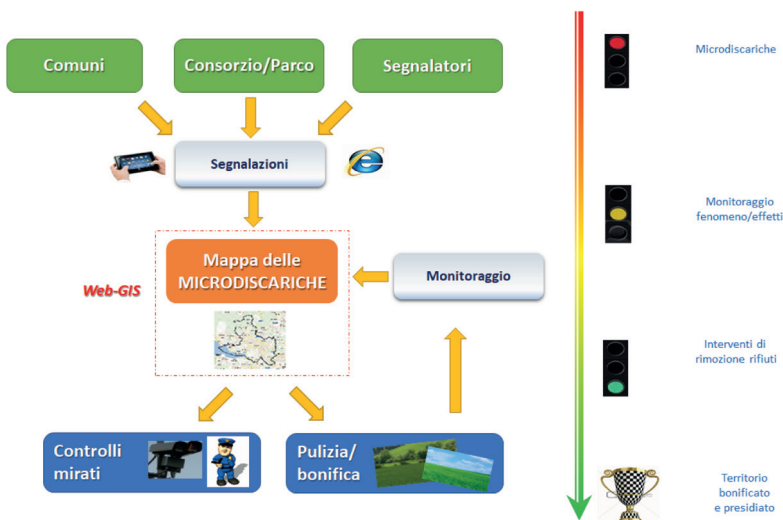 Comuni
Consorzio/Parco
Segnalatori
Segnalazioni
Web-GIS
Mappa delle
MICRODISCARICHE
Monitoraggio
Controlli
mirati
Pulizia/
bonifica
Microdiscariche
Monitoraggio
fenomeno/effetti
Interventi di
rimozione rifiuti
Territorio
bonificato
e presidiato